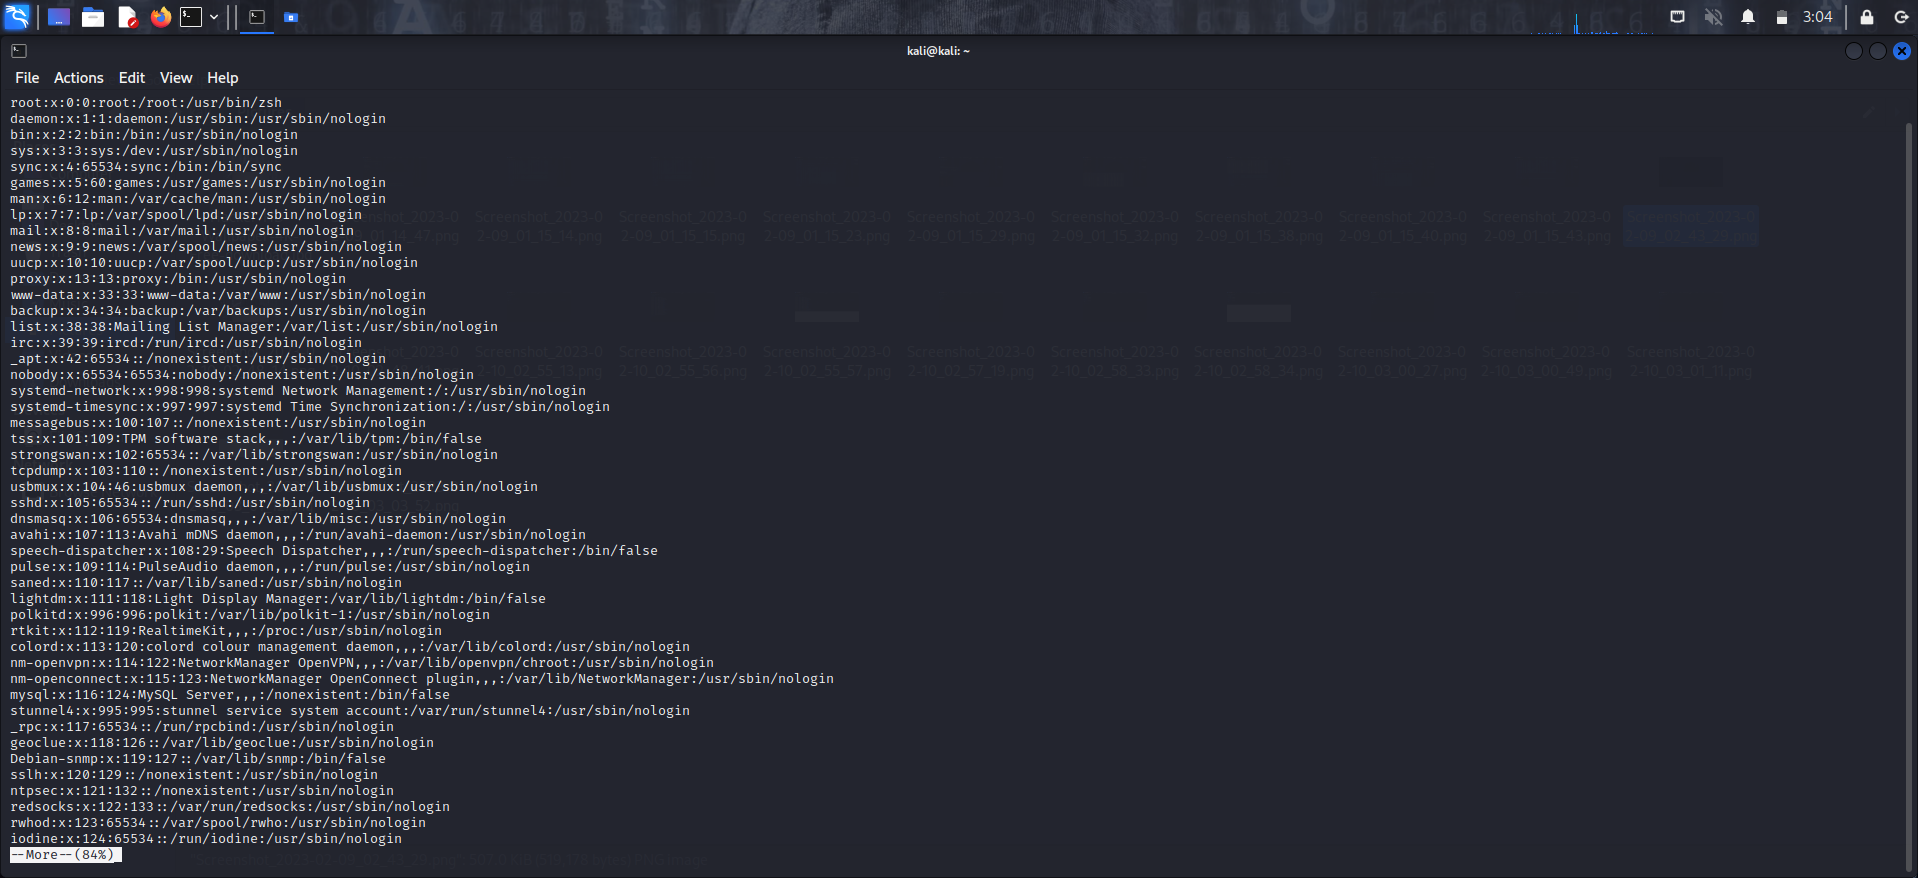 3:04
kali@kali: ~
File Actions Edit View Help
root:x:0:0:root:/root:/usr/bin/zsh
daemon:x:1:1:daemon:/usr/sbin:/usr/sbin/nologin
bin:x:2:2:bin:/bin:/usr/sbin/nologin
sys:x:3:3:sys:/dev:/usr/sbin/nologin
sync:x:4:65534:sync:/bin:/bin/sync
games:x:5:60:games:/usr/games:/usr/sbin/nologin
man:x:6:12:man:/var/cache/man:/usr/sbin/nologin
lp:x:7:7:lp:/var/spool/lpd:/usr/sbin/nologin
mail:x:8:8:mail:/var/mail:/usr/sbin/nologin
news:x:9:9:news:/var/spool/news:/usr/sbin/nologin
uucp:x:10:10:uucp:/var/spool/uucp:/usr/sbin/nologin
proxy:x:13:13:proxy:/bin:/usr/sbin/nologin
www-data:x:33:33:www-data:/var/www:/usr/sbin/nologin
backup:x:34:34:backup:/var/backups:/usr/sbin/nologin
list:x:38:38:Mailing List Manager:/var/list:/usr/sbin/nologin
irc:x:39:39:ircd:/run/ircd:/usr/sbin/nologin
_apt:x:42:65534::/nonexistent:/usr/sbin/nologin
nobody:x:65534:65534:nobody:/nonexistent:/usr/sbin/nologin
systemd-network:x:998:998:systemd Network Management:/:/usr/sbin/nologin
systemd-timesync:x:997:997:systemd Time Synchronization:/:/usr/sbin/nologin
messagebus:x:100:107::/nonexistent:/usr/sbin/nologin
tss:x:101:109:TPM software stack,,,:/var/lib/tpm:/bin/false
strongswan:x:102:65534::/var/lib/strongswan:/usr/sbin/nologin
tcpdump:x:103:110::/nonexistent:/usr/sbin/nologin
usbmux:x:104:46:usbmux daemon,,,:/var/lib/usbmux:/usr/sbin/nologin
sshd:x:105:65534::/run/sshd:/usr/sbin/nologin
dnsmasq:x:106:65534:dnsmasq,,,:/var/lib/misc:/usr/sbin/nologin
avahi:x:107:113:Avahi mDNS daemon,,,:/run/avahi-daemon:/usr/sbin/nologin
speech-dispatcher:x:108:29:Speech Dispatcher,,,:/run/speech-dispatcher:/bin/false
pulse:x:109:114:PulseAudio daemon,,,:/run/pulse:/usr/sbin/nologin
saned:x:110:117::/var/lib/saned:/usr/sbin/nologin
lightdm:x:111:118:Light Display Manager:/var/lib/lightdm:/bin/false
polkitd:x:996:996:polkit:/var/lib/polkit-1:/usr/sbin/nologin
rtkit:x:112:119:RealtimeKit,,,:/proc:/usr/sbin/nologin
colord:x:113:120:colord colour management daemon,,,:/var/lib/colord:/usr/sbin/nologin
nm-openvpn:x:114:122:NetworkManager OpenVPN,,,:/var/lib/openvpn/chroot:/usr/sbin/nologin
nm-openconnect:x:115:123:NetworkManager OpenConnect plugin,,,:/var/lib/NetworkManager:/usr/sbin/nologin
mysql:x:116:124:MySQL Server,,,:/nonexistent:/bin/false
stunnel4:x:995:995:stunnel service system account:/var/run/stunnel4:/usr/sbin/nologin
_rpc:x:117:65534::/run/rpcbind:/usr/sbin/nologin
geoclue:x:118:126::/var/lib/geoclue:/usr/sbin/nologin
Debian-snmp:x:119:127::/var/lib/snmp:/bin/false
sslh:x:120:129::/nonexistent:/usr/sbin/nologin
ntpsec:x:121:132::/nonexistent:/usr/sbin/nologin
redsocks:x:122:133::/var/run/redsocks:/usr/sbin/nologin
rwhod:x:123:65534::/var/spool/rwho:/usr/sbin/nologin
iodine:x:124:65534::/run/iodine:/usr/sbin/nologin
--More--(84%)